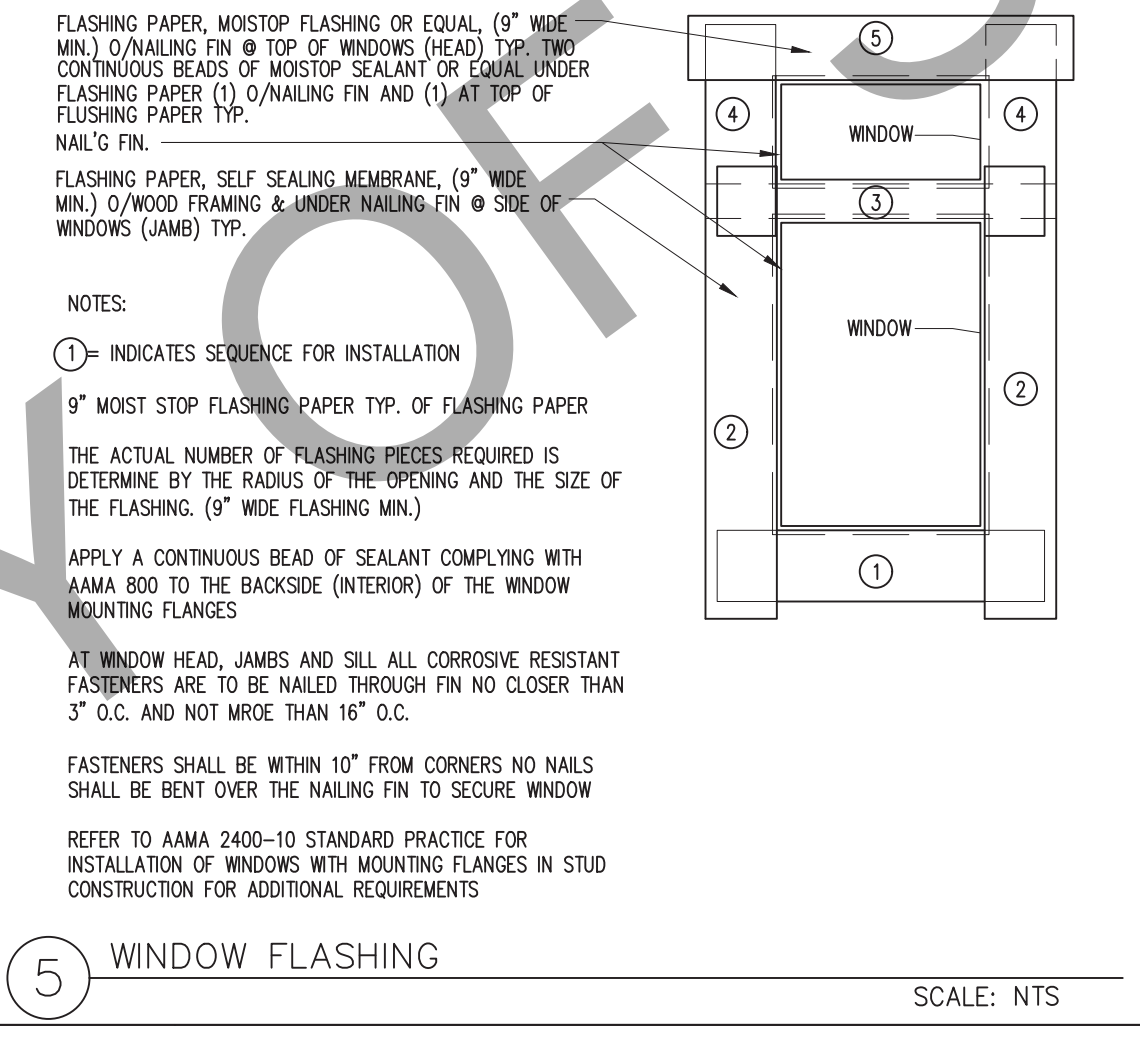 FLASHING PAPER, MOISTOP FLASHING OR EQUAL, (9" WIDE
MIN.) O/NAILING FIN @ TOP OF WINDOWS (HEAD) TYP. TWO
CONTINUOUS BEADS OF MOISTOP SEALANT OR EQUAL UNDER
FLASHING PAPER (1) O/NAILING FIN AND (1) AT TOP OF
FLUSHING PAPER TYP.
NAIL'G FIN.
FLASHING PAPER, SELF SEALING MEMBRANE, (9" WIDE
MIN.) O/WOOD FRAMING & UNDER NAILING FIN @ SIDE OF
WINDOWS (JAMB) TYP.
NOTES:
1 = INDICATES SEQUENCE FOR INSTALLATION
9" MOIST STOP FLASHING PAPER TYP. OF FLASHING PAPER
THE ACTUAL NUMBER OF FLASHING PIECES REQUIRED IS
DETERMINE BY THE RADIUS OF THE OPENING AND THE SIZE OF
THE FLASHING. (9" WIDE FLASHING MIN.)
APPLY A CONTINUOUS BEAD OF SEALANT COMPLYING WITH
AAMA 800 TO THE BACKSIDE (INTERIOR) OF THE WINDOW
MOUNTING FLANGES
AT WINDOW HEAD, JAMBS AND SILL ALL CORROSIVE RESISTANT
FASTENERS ARE TO BE NAILED THROUGH FIN NO CLOSER THAN
3" O.C. AND NOT MROE THAN 16" O.C.
FASTENERS SHALL BE WITHIN 10" FROM CORNERS NO NAILS
SHALL BE BENT OVER THE NAILING FIN TO SECURE WINDOW
REFER TO AAMA 2400-10 STANDARD PRACTICE FOR
INSTALLATION OF WINDOWS WITH MOUNTING FLANGES IN STUD
CONSTRUCTION FOR ADDITIONAL REQUIREMENTS
5
4
4
WINDOW
3
WINDOW
2
2
1
5 WINDOW FLASHING
SCALE: NTS
Y OF